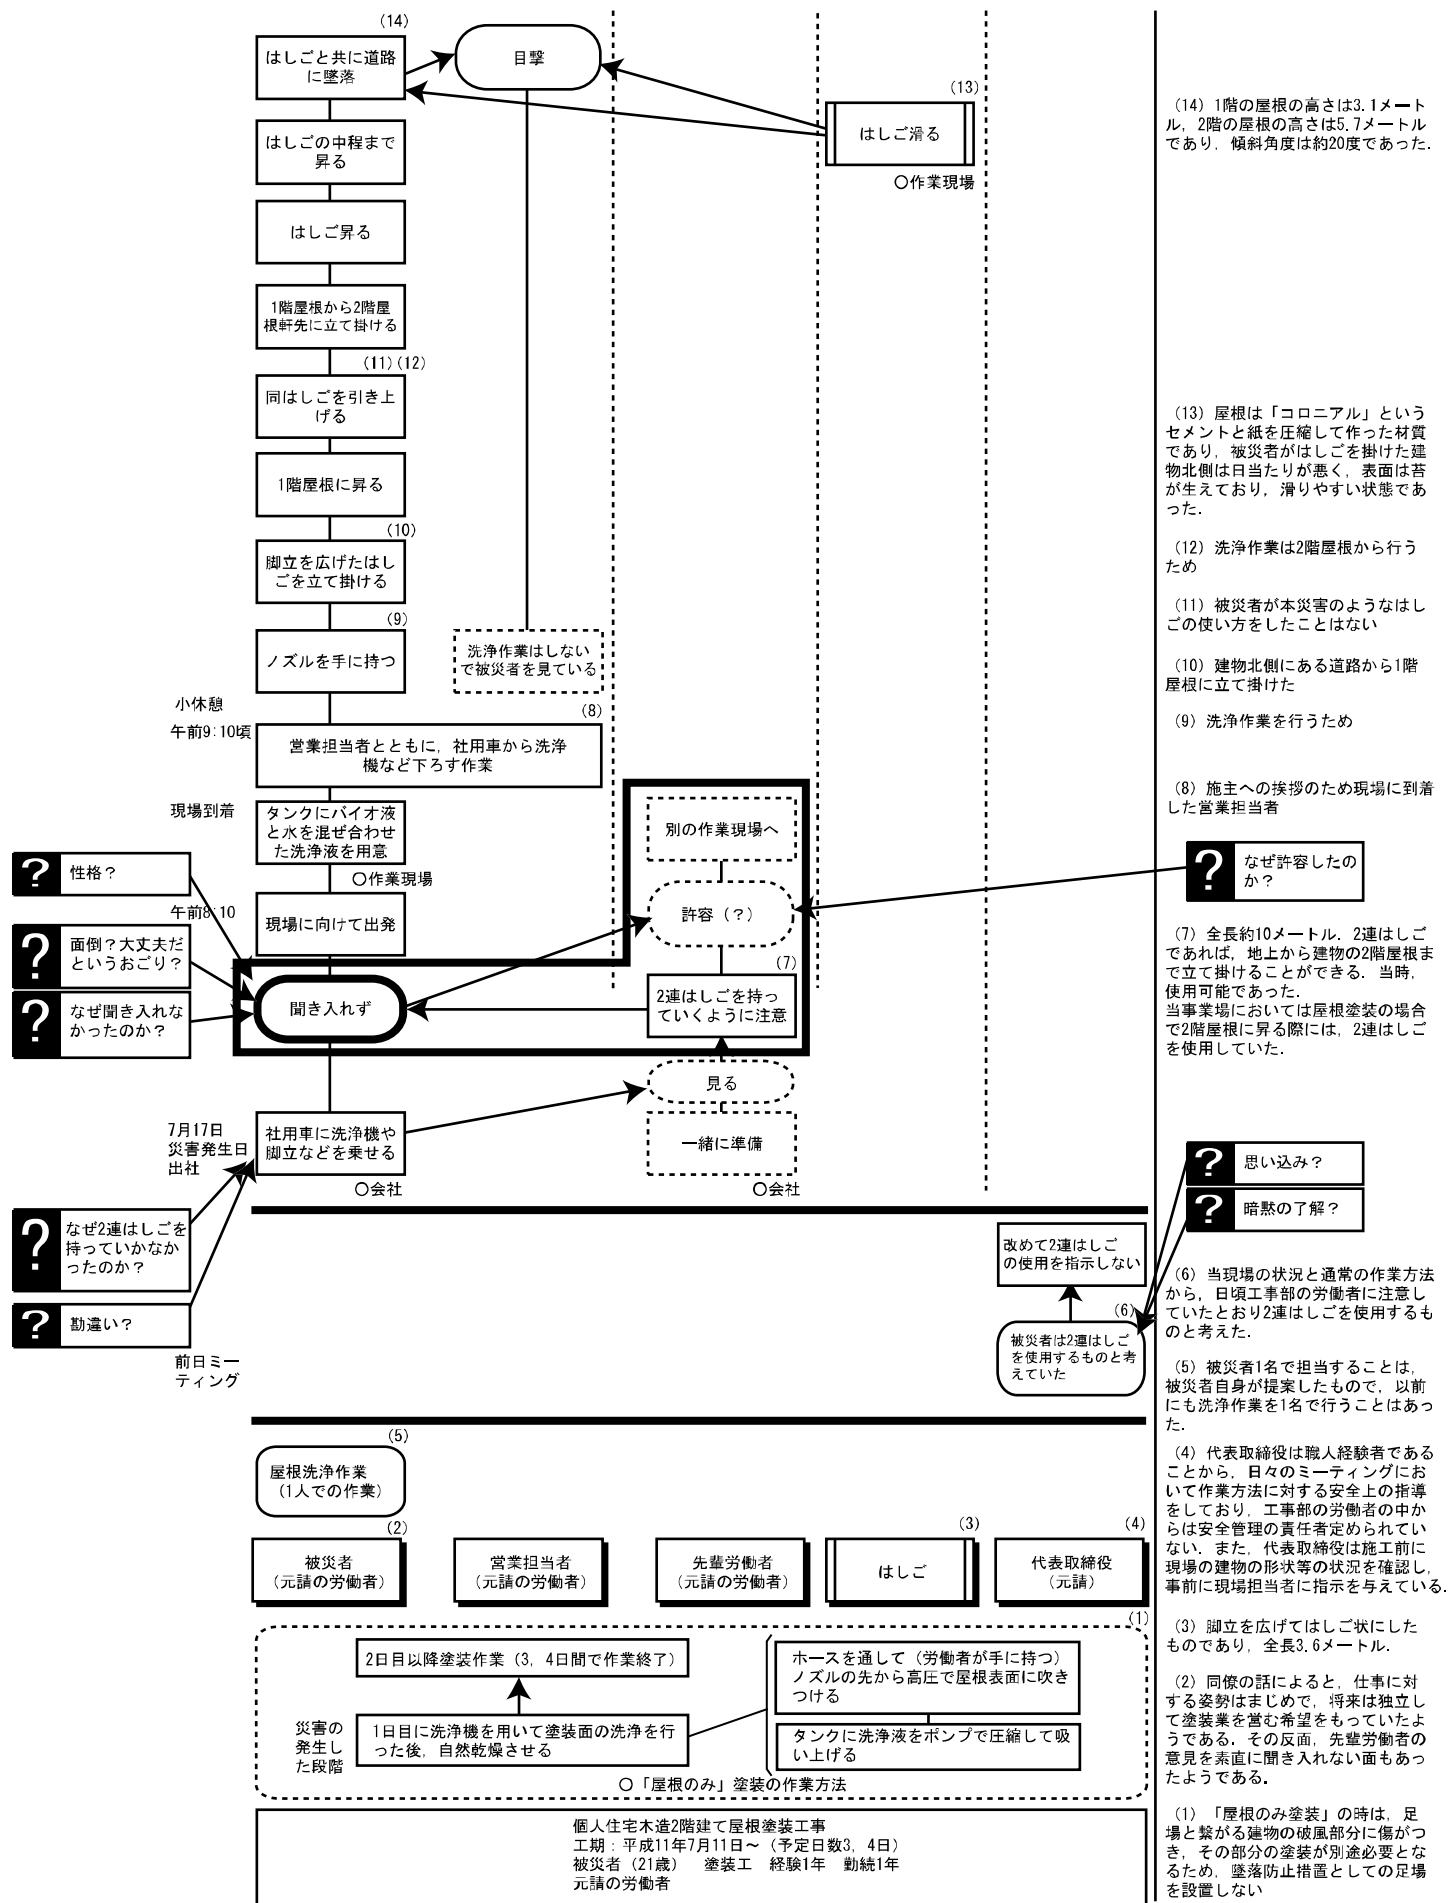 (14)
はしごと共に道路
に墜落
目撃
(13)
はしご滑る
○作業現場
はしごの中程まで
昇る
はしご昇る
1階屋根から2階屋
根軒先に立て掛ける
(11)(12)
同はしごを引き上
げる
1階屋根に昇る
(10)
脚立を広げたはし
ごを立て掛ける
(9)
ノズルを手に持つ
洗浄作業はしない
で被災者を見ている
小休憩
午前9:10頃
(8)
営業担当者とともに，社用車から洗浄
機など下ろす作業
現場到着
タンクにバイオ液
と水を混ぜ合わせ
た洗浄液を用意
○作業現場
別の作業現場へ
? 性格？
午前8:10
現場に向けて出発
許容（？）
? なぜ許容したの
か？
? 面倒？大丈夫だ
というおごり？
(7)
? なぜ聞き入れな
かったのか？
聞き入れず
2連はしごを持っ
ていくように注意
見る
7月17日
災害発生日
出社
社用車に洗浄機や
脚立などを乗せる
一緒に準備
○会社
○会社
? 思い込み？
? 暗黙の了解？
? なぜ2連はしごを
持っていかなか
ったのか？
? 勘違い？
改めて2連はしご
の使用を指示しない
(6)
被災者は2連はしご
を使用するものと考
えていた
前日ミー
ティング
(5)
屋根洗浄作業
（1人での作業）
(2)
被災者
（元請の労働者）
営業担当者
（元請の労働者）
先輩労働者
（元請の労働者）
(3)
はしご
(4)
代表取締役
（元請）
(1)
2日目以降塗装作業（3，4日間で作業終了）
災害の
発生し
た段階
1日目に洗浄機を用いて塗装面の洗浄を行
った後，自然乾燥させる
ホースを通して（労働者が手に持つ）
ノズルの先から高圧で屋根表面に吹き
つける
タンクに洗浄液をポンプで圧縮して吸
い上げる
○「屋根のみ」塗装の作業方法
個人住宅木造2階建て屋根塗装工事
工期：平成11年7月11日～（予定日数3，4日）
被災者（21歳）　塗装工　経験1年　勤続1年
元請の労働者
（14）1階の屋根の高さは3.1メート
ル，2階の屋根の高さは5.7メートル
であり，傾斜角度は約20度であった．
（13）屋根は「コロニアル」という
セメントと紙を圧縮して作った材質
であり，被災者がはしごを掛けた建
物北側は日当たりが悪く，表面は苔
が生えており，滑りやすい状態であ
った．
（12）洗浄作業は2階屋根から行う
ため
（11）被災者が本災害のようなはし
ごの使い方をしたことはない
（10）建物北側にある道路から1階
屋根に立て掛けた
（9）洗浄作業を行うため
（8）施主への挨拶のため現場に到着
した営業担当者
（7）全長約10メートル．2連はしご
であれば，地上から建物の2階屋根ま
で立て掛けることができる．当時，
使用可能であった．
当事業場においては屋根塗装の場合
で2階屋根に昇る際には，2連はしご
を使用していた．
（6）当現場の状況と通常の作業方法
から，日頃工事部の労働者に注意し
ていたとおり2連はしごを使用するも
のと考えた．
（5）被災者1名で担当することは，
被災者自身が提案したもので，以前
にも洗浄作業を1名で行うことはあっ
た．
（4）代表取締役は職人経験者である
ことから，日々のミーティングにお
いて作業方法に対する安全上の指導
をしており，工事部の労働者の中か
らは安全管理の責任者定められてい
ない．また，代表取締役は施工前に
現場の建物の形状等の状況を確認し，
事前に現場担当者に指示を与えている．
（3）脚立を広げてはしご状にした
ものであり，全長3.6メートル．
（2）同僚の話によると，仕事に対
する姿勢はまじめで，将来は独立し
て塗装業を営む希望をもっていたよ
うである．その反面，先輩労働者の
意見を素直に聞き入れない面もあっ
たようである．
（1）「屋根のみ塗装」の時は，足
場と繋がる建物の破風部分に傷がつ
き，その部分の塗装が別途必要とな
るため，墜落防止措置としての足場
を設置しない